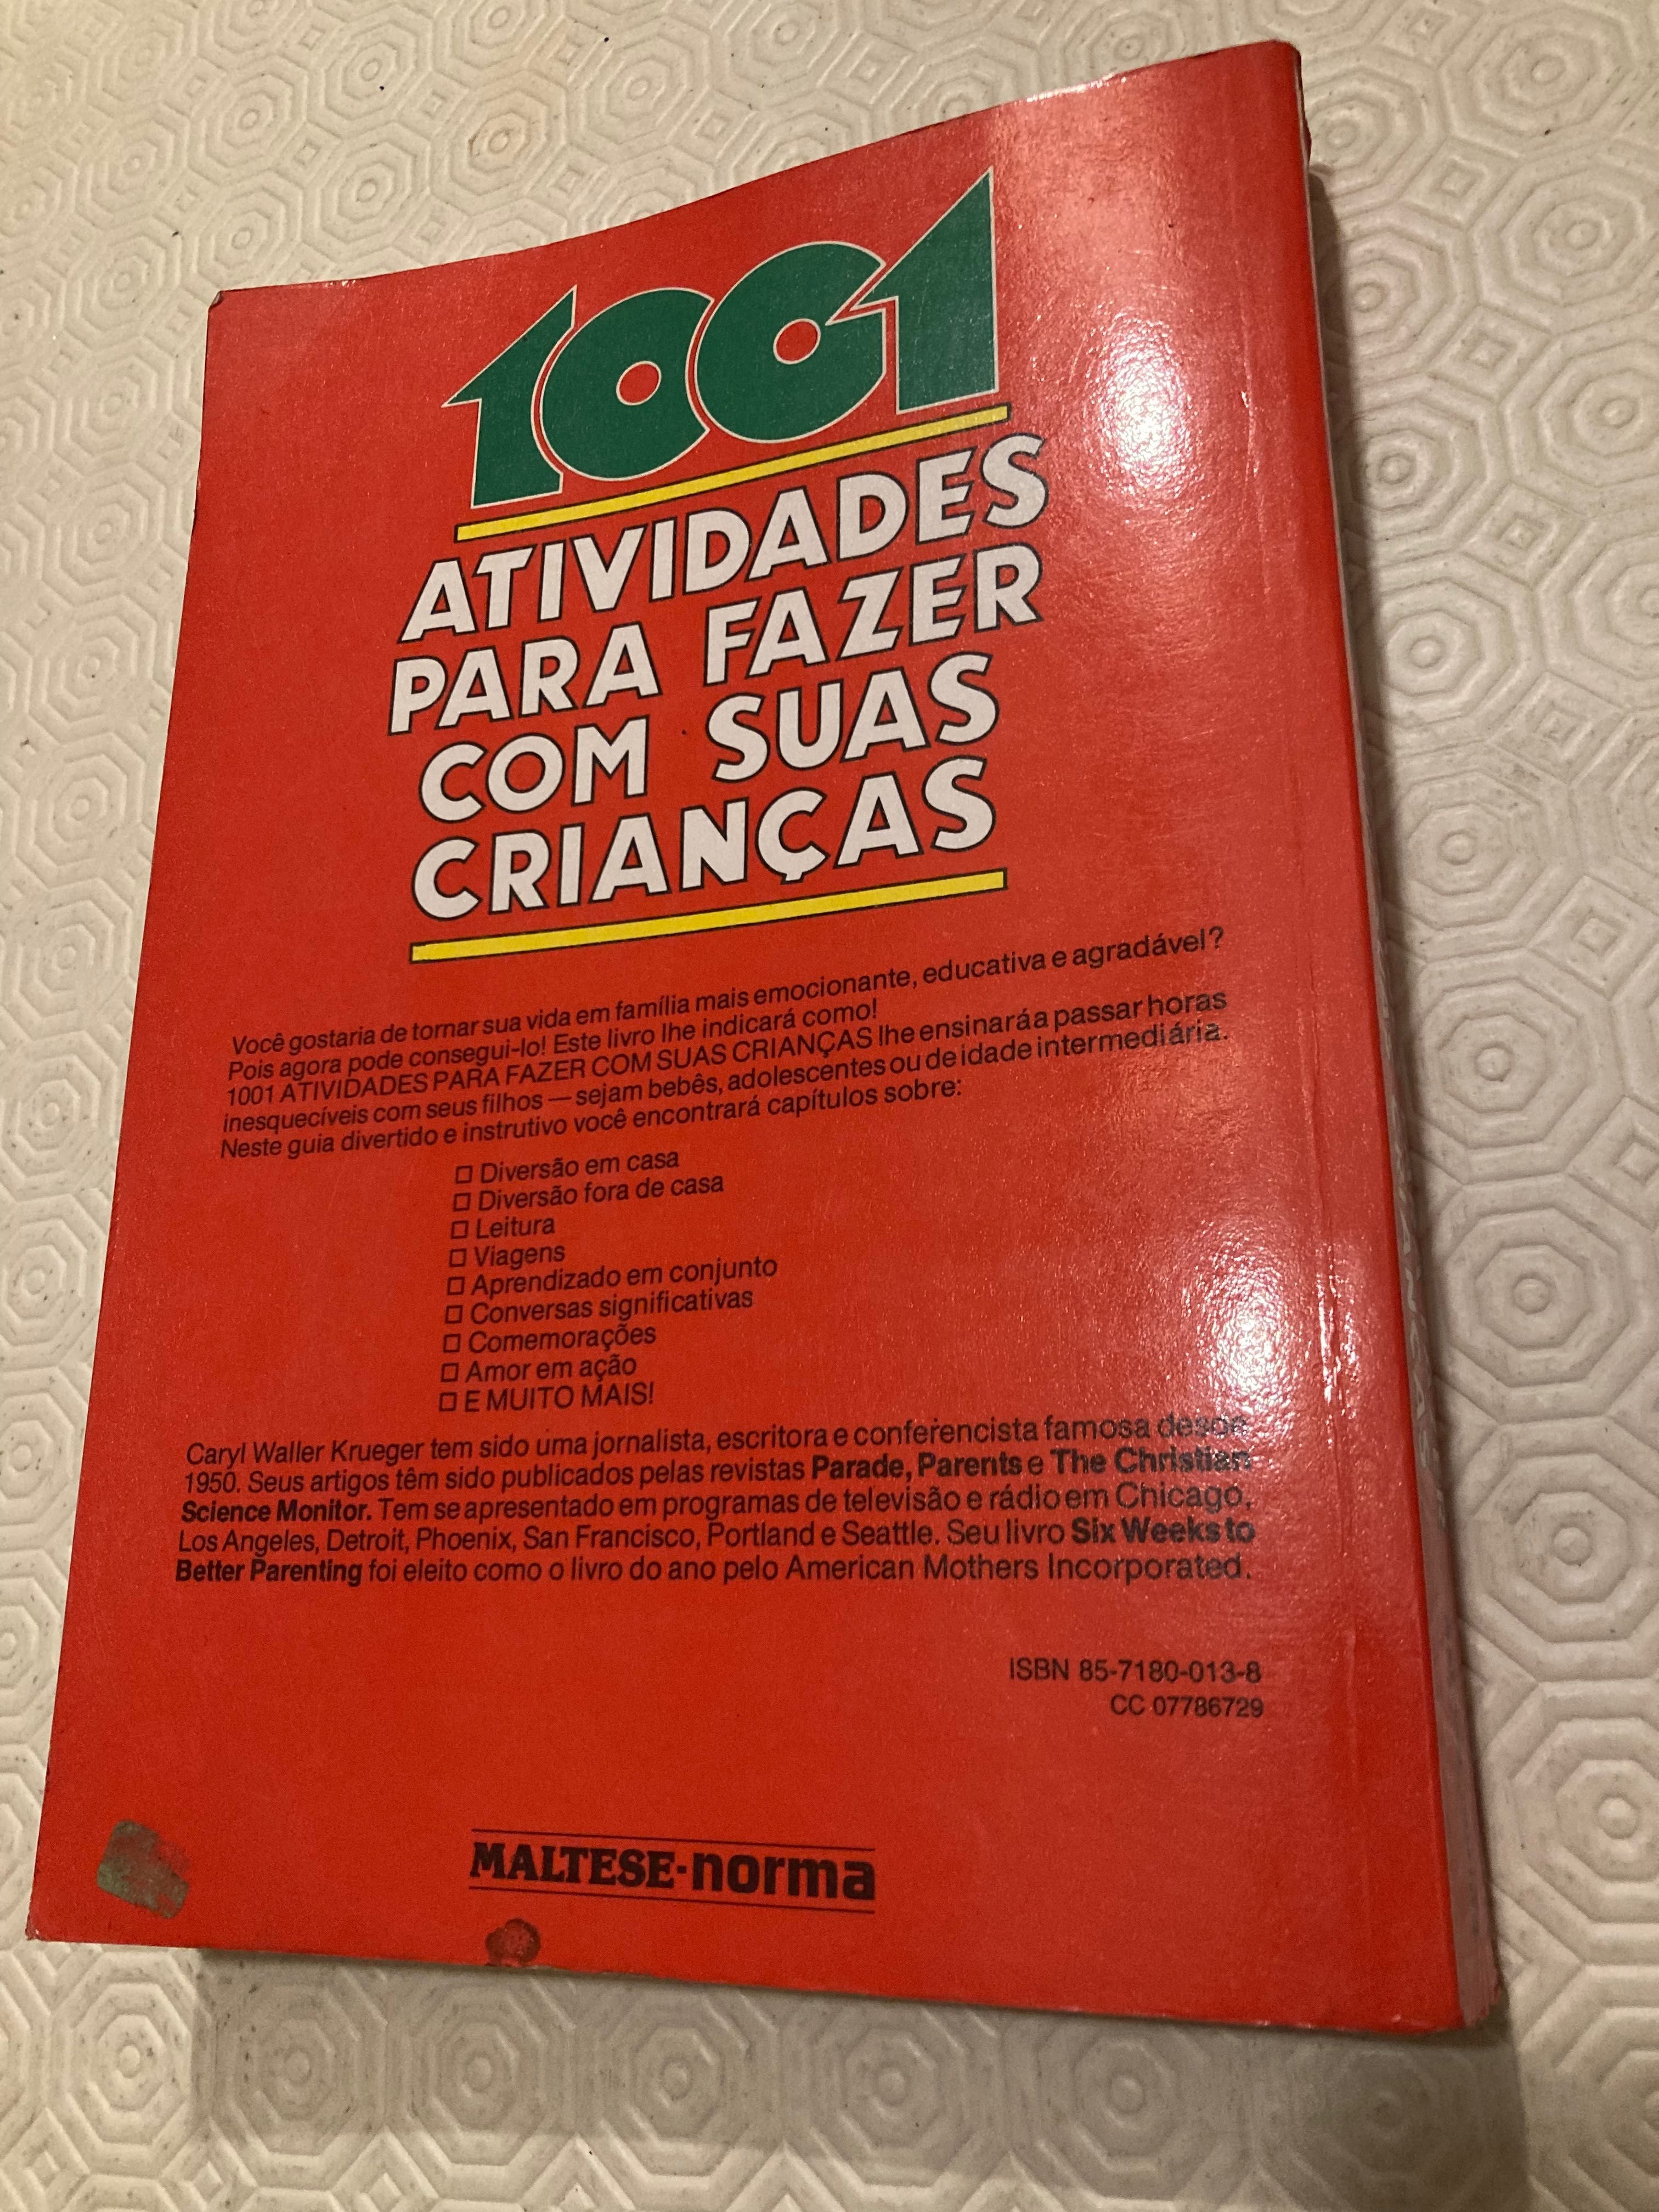 1001
ATIVIDADES
PARA FAZER
COM SUAS
CRIANÇAS
Você gostaria de tornar sua vida em família mais emocionante, educativa e agradável?
Pois agora pode consegui-lo! Este livro lhe indicará como!
1001 ATIVIDADES PARA FAZER COM SUAS CRIANÇAS lhe ensinará a passar horas
inesquecíveis com seus filhos — sejam bebês, adolescentes ou de idade intermediária.
Neste guia divertido e instrutivo você encontrará capítulos sobre:
□ Diversão em casa
□ Diversão fora de casa
□ Leitura
□ Viagens
□ Aprendizado em conjunto
□ Conversas significativas
□ Comemorações
□ Amor em ação
□ E MUITO MAIS!
Caryl Waller Krueger tem sido uma jornalista, escritora e conferencista famosa desde
1950. Seus artigos têm sido publicados pelas revistas Parade, Parents e The Christian
Science Monitor. Tem se apresentado em programas de televisão e rádio em Chicago,
Los Angeles, Detroit, Phoenix, San Francisco, Portland e Seattle. Seu livro Six Weeks to
Better Parenting foi eleito como o livro do ano pelo American Mothers Incorporated.
ISBN 85-7180-013-8
CC 07786729
MALTESE-norma